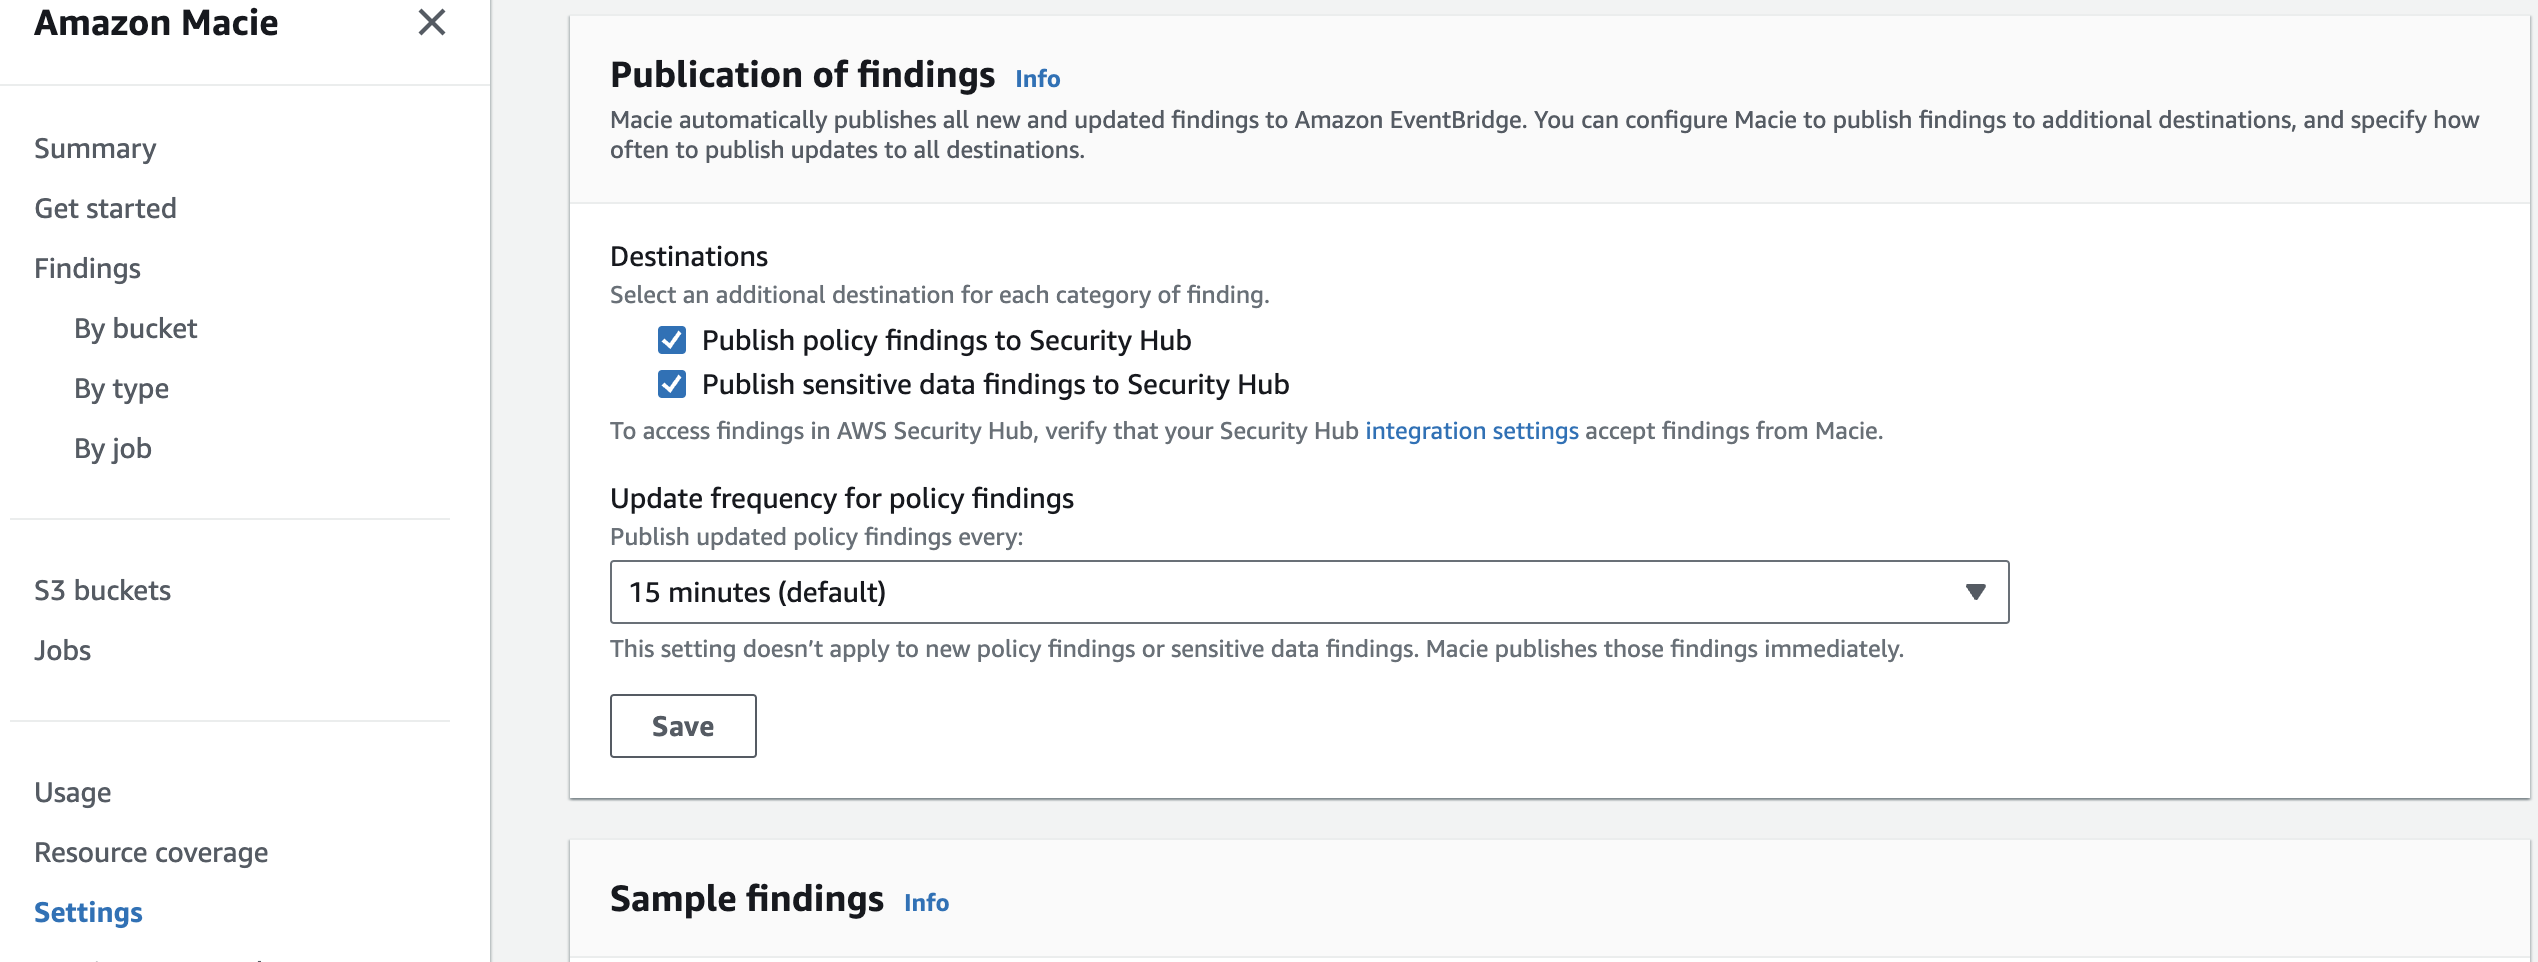 Amazon Macie
Summary
Get started
Findings
By bucket
By type
By job
S3 buckets
Jobs
Usage
Resource coverage
Settings
Publication of findings Info
Macie automatically publishes all new and updated findings to Amazon EventBridge. You can configure Macie to publish findings to additional destinations, and specify how
often to publish updates to all destinations.
Destinations
Select an additional destination for each category of finding.
Publish policy findings to Security Hub
Publish sensitive data findings to Security Hub
To access findings in AWS Security Hub, verify that your Security Hub integration settings accept findings from Macie.
Update frequency for policy findings
Publish updated policy findings every:
15 minutes (default)
This setting doesn’t apply to new policy findings or sensitive data findings. Macie publishes those findings immediately.
Save
Sample findings Info